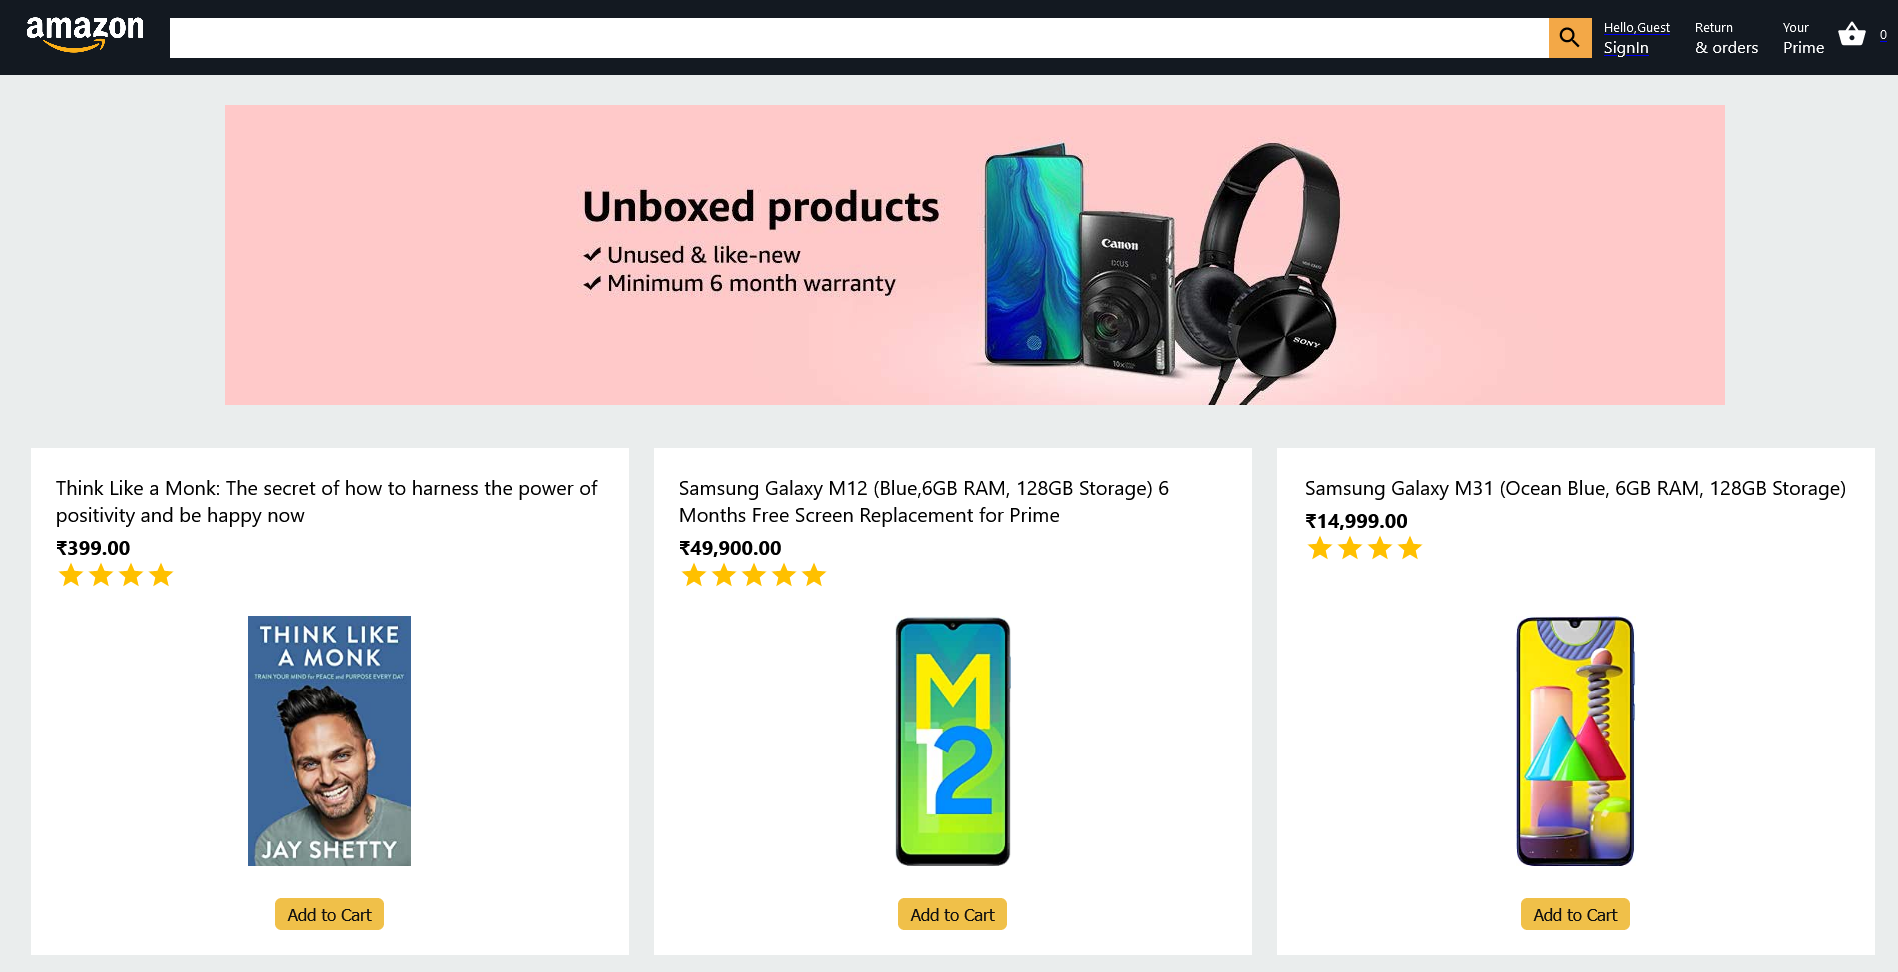 amazon
Hello,Guest
SignIn
Return
& orders
Your
Prime
0
Unboxed products
✓ Unused & like-new
✓ Minimum 6 month warranty
Canon
IXUS
10x
SONY
Think Like a Monk: The secret of how to harness the power of
positivity and be happy now
₹399.00
THINK LIKE
A MONK
TRAIN YOUR MIND for PEACE and PURPOSE EVERY DAY
JAY SHETTY
Add to Cart
Samsung Galaxy M12 (Blue,6GB RAM, 128GB Storage) 6
Months Free Screen Replacement for Prime
₹49,900.00
M
12
Add to Cart
Samsung Galaxy M31 (Ocean Blue, 6GB RAM, 128GB Storage)
₹14,999.00
Add to Cart